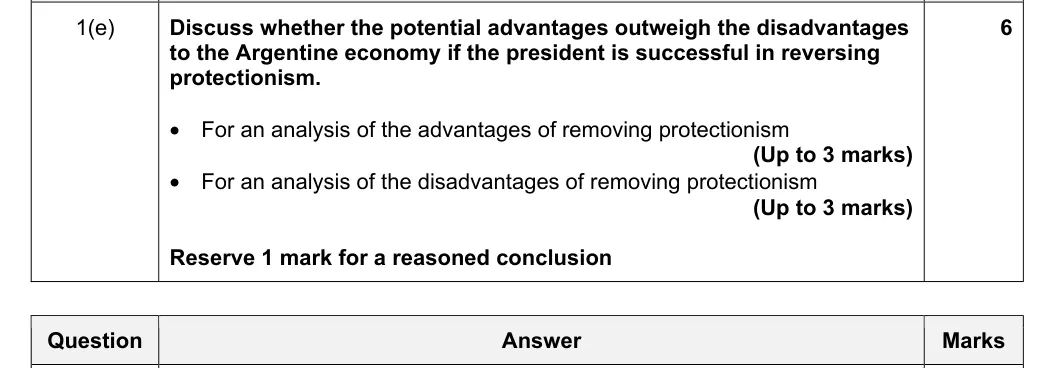 1(e)
Discuss whether the potential advantages outweigh the disadvantages
6
to the Argentine economy if the president is successful in reversing
protectionism.
• For an analysis of the advantages of removing protectionism
(Up to 3 marks)
• For an analysis of the disadvantages of removing protectionism
(Up to 3 marks)
Reserve 1 mark for a reasoned conclusion
Question Answer Marks